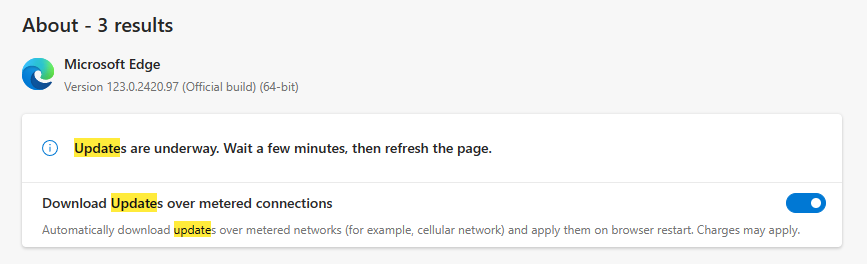 About - 3 results
Microsoft Edge
Version 123.0.2420.97 (Official build) (64-bit)
Updates are underway. Wait a few minutes, then refresh the page.
Download Updates over metered connections
Automatically download updates over metered networks (for example, cellular network) and apply them on browser restart. Charges may apply.